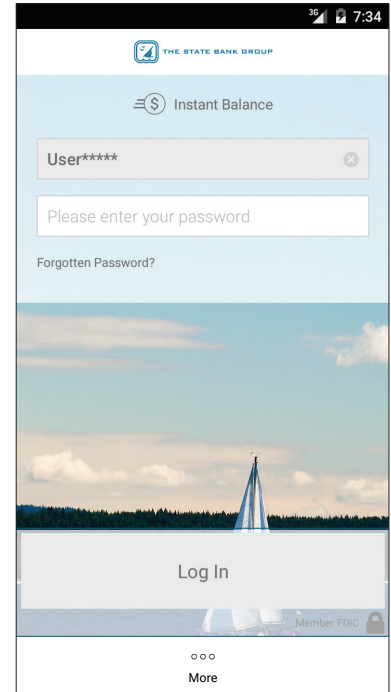 3G 7:34
THE STATE BANK GROUP
$ Instant Balance
User*****
Please enter your password
Forgotten Password?
Log In
Member FDIC
More